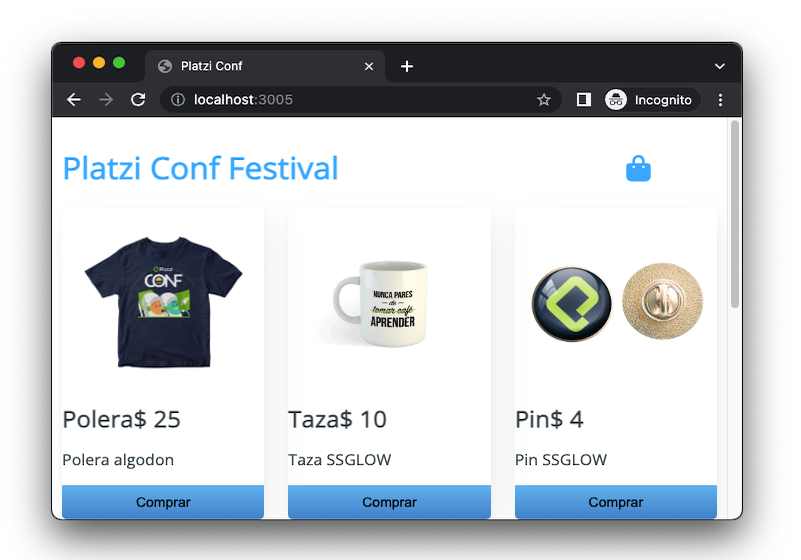 Platzi Conf
localhost:3005
Incognito
Platzi Conf Festival
Platzi
CONF
NUNCA PARES
de
tomar café
APRENDER
Polera$ 25
Taza$ 10
Pin$ 4
Polera algodon
Taza SSGLOW
Pin SSGLOW
Comprar
Comprar
Comprar